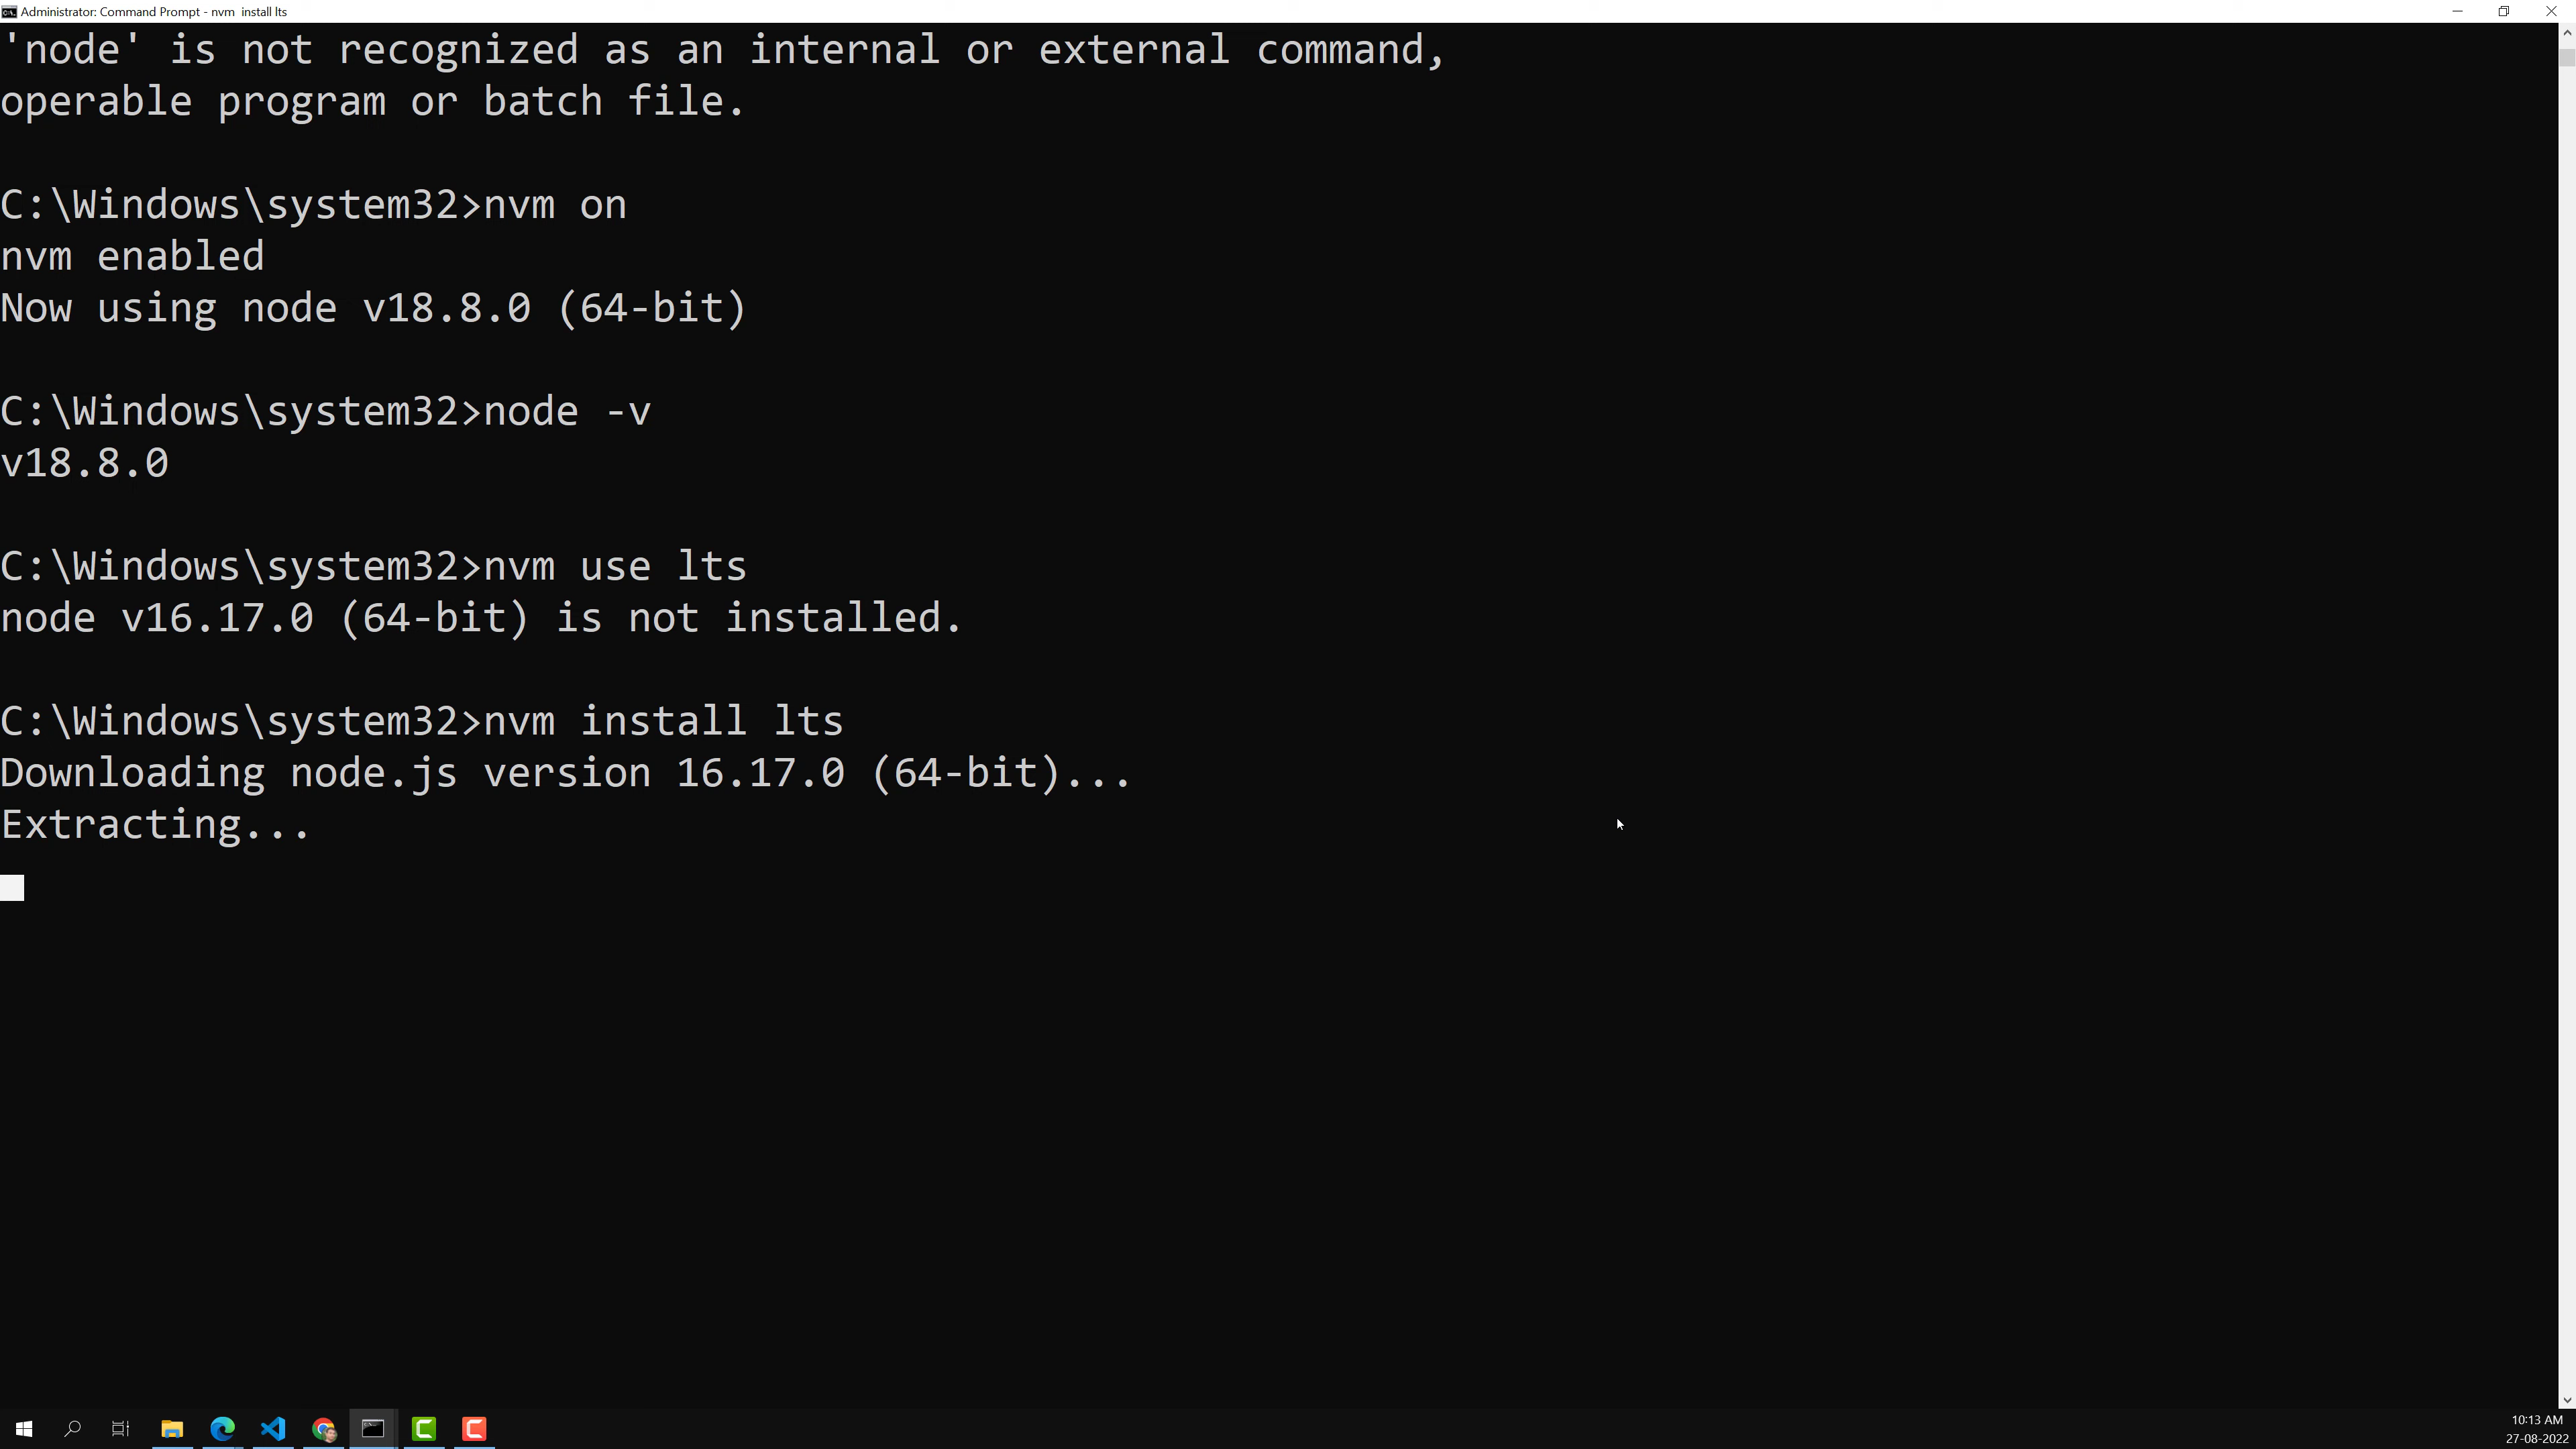 Administrator: Command Prompt - nvm  install lts
'node' is not recognized as an internal or external command,
operable program or batch file.
C:\Windows\system32>nvm on
nvm enabled
Now using node v18.8.0 (64-bit)
C:\Windows\system32>node -v
v18.8.0
C:\Windows\system32>nvm use lts
node v16.17.0 (64-bit) is not installed.
C:\Windows\system32>nvm install lts
Downloading node.js version 16.17.0 (64-bit)...
Extracting...
10:13 AM
27-08-2022